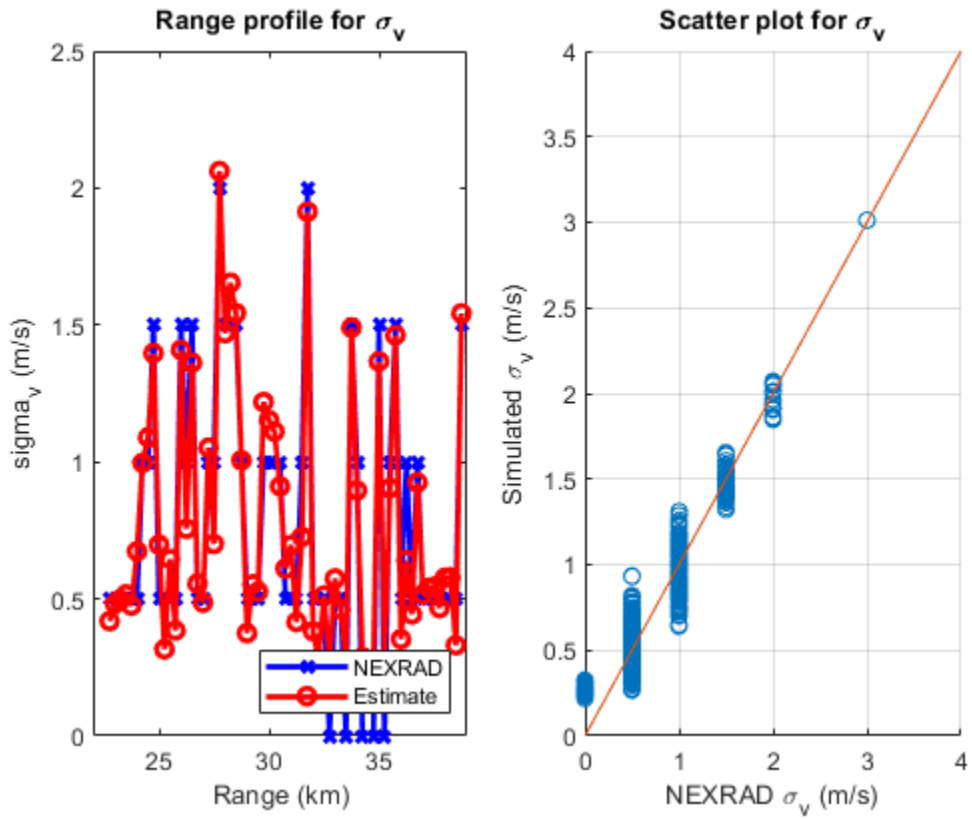 Range profile for σᵥ
2.5
2
1.5
1
0.5
0
sigmaᵥ (m/s)
25 30 35
Range (km)
NEXRAD
Estimate
Scatter plot for σᵥ
4
3.5
3
2.5
2
1.5
1
0.5
0
Simulated σᵥ (m/s)
0 1 2 3 4
NEXRAD σᵥ (m/s)